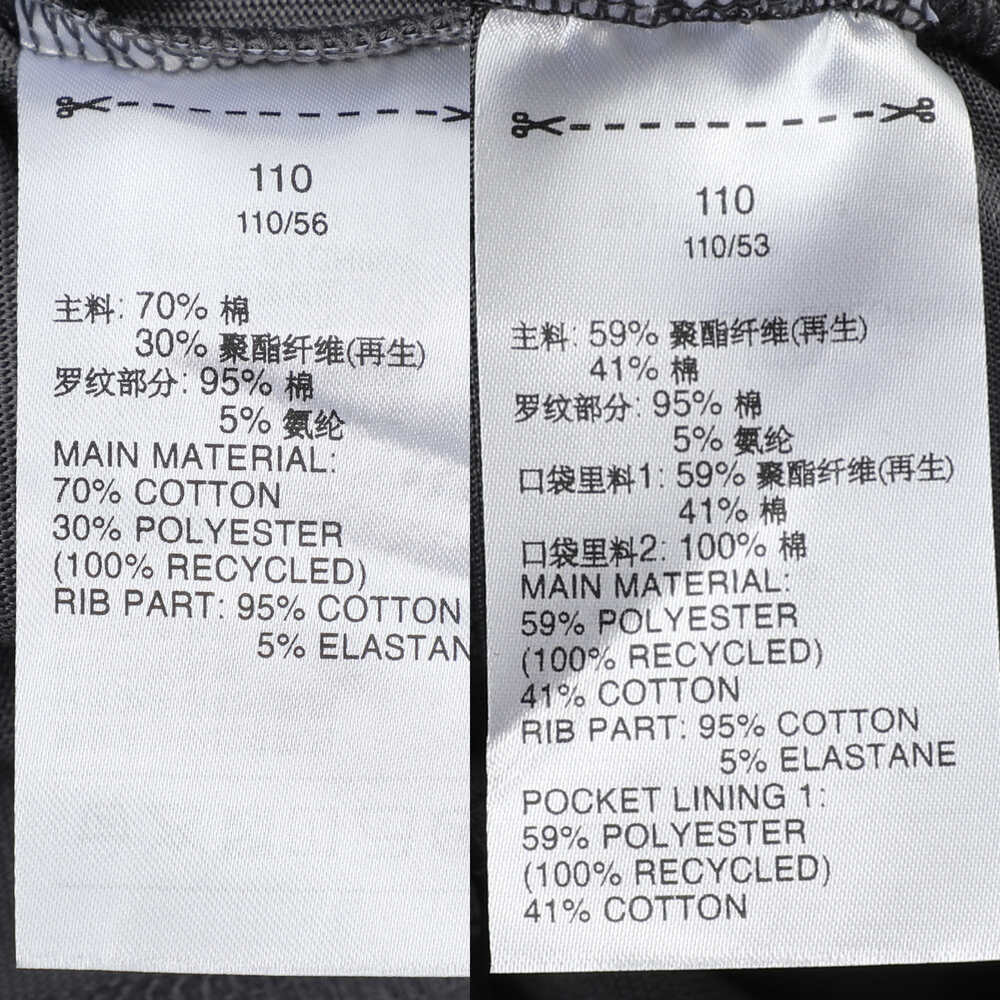 110
110/56
主料: 70% 棉
30% 聚酯纤维(再生)
罗纹部分: 95% 棉
5% 氨纶
MAIN MATERIAL:
70% COTTON
30% POLYESTER
(100% RECYCLED)
RIB PART: 95% COTTON
5% ELASTAN
110
110/53
主料: 59% 聚酯纤维(再生)
41% 棉
罗纹部分: 95% 棉
5% 氨纶
口袋里料1: 59% 聚酯纤维(再生)
41% 棉
口袋里料2: 100% 棉
MAIN MATERIAL:
59% POLYESTER
(100% RECYCLED)
41% COTTON
RIB PART: 95% COTTON
5% ELASTANE
POCKET LINING 1:
59% POLYESTER
(100% RECYCLED)
41% COTTON